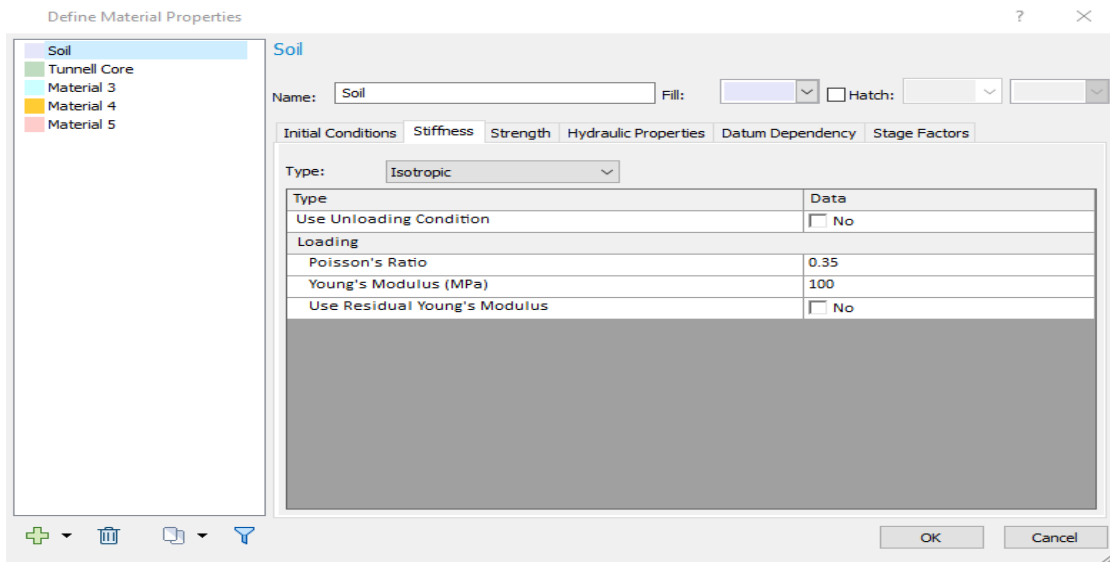 Define Material Properties
?
Soil
Tunnell Core
Material 3
Material 4
Material 5
Soil
Name: Soil Fill: Hatch:
Initial Conditions Stiffness Strength Hydraulic Properties Datum Dependency Stage Factors
Type: Isotropic
Type Data
Use Unloading Condition No
Loading
Poisson's Ratio 0.35
Young's Modulus (MPa) 100
Use Residual Young's Modulus No
OK Cancel